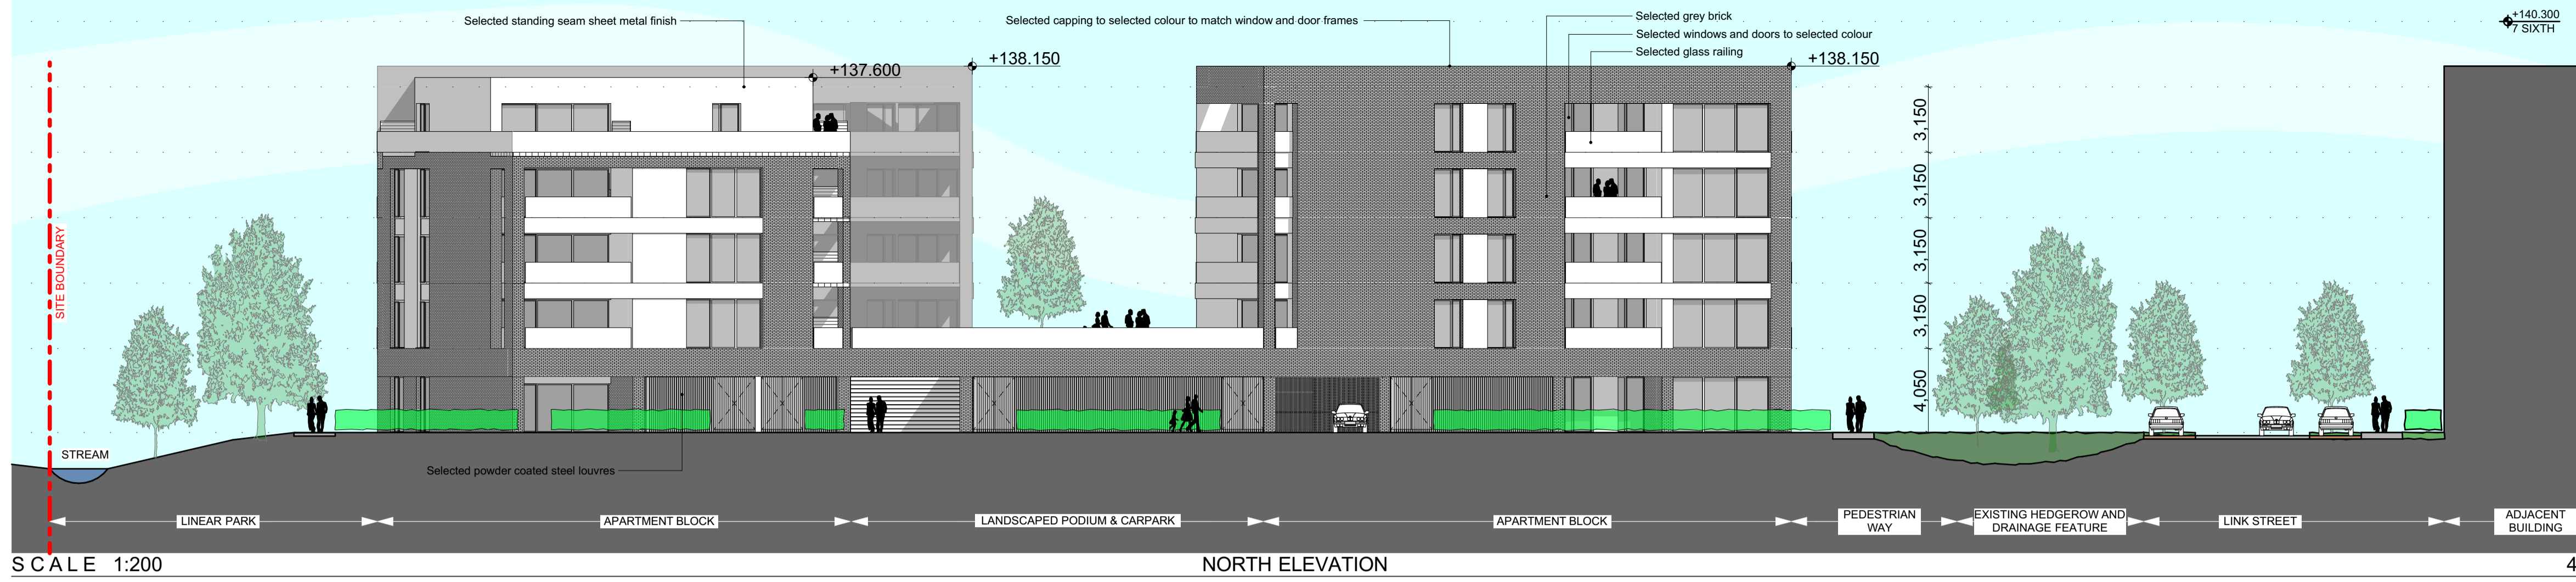 Selected standing seam sheet metal finish
Selected capping to selected colour to match window and door frames
Selected grey brick
Selected windows and doors to selected colour
Selected glass railing
+140.300
7 SIXTH
+137.600
+138.150
+138.150
3,150
3,150
3,150
3,150
4,050
SITE BOUNDARY
STREAM
Selected powder coated steel louvres
LINEAR PARK
APARTMENT BLOCK
LANDSCAPED PODIUM & CARPARK
APARTMENT BLOCK
PEDESTRIAN
WAY
EXISTING HEDGEROW AND
DRAINAGE FEATURE
LINK STREET
ADJACENT
BUILDING
SCALE 1:200
NORTH ELEVATION
4